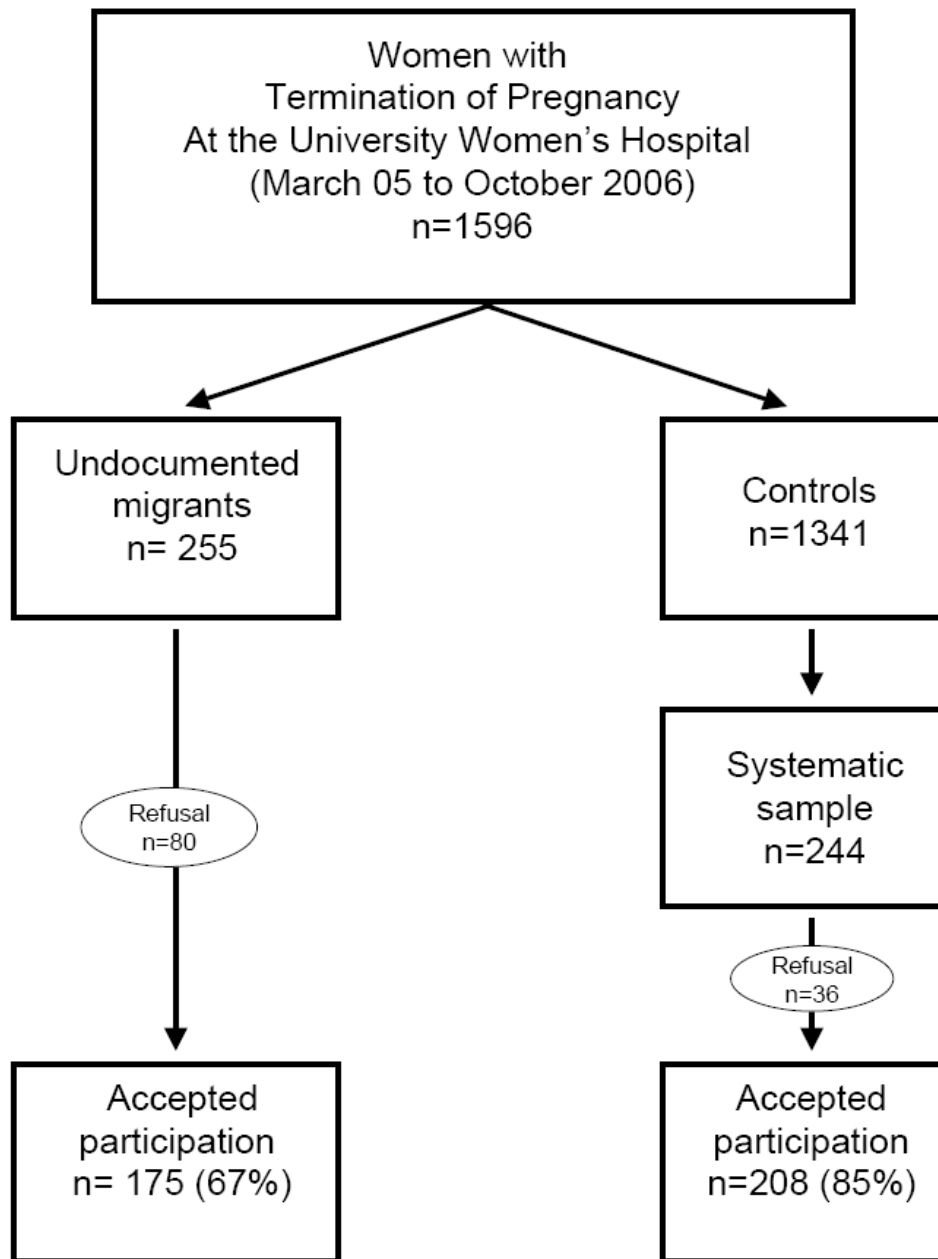 Women with
Termination of Pregnancy
At the University Women's Hospital
(March 05 to October 2006)
n=1596
Undocumented
migrants
n= 255
Controls
n=1341
Systematic
sample
n=244
Refusal
n=80
Refusal
n=36
Accepted
participation
n= 175 (67%)
Accepted
participation
n=208 (85%)